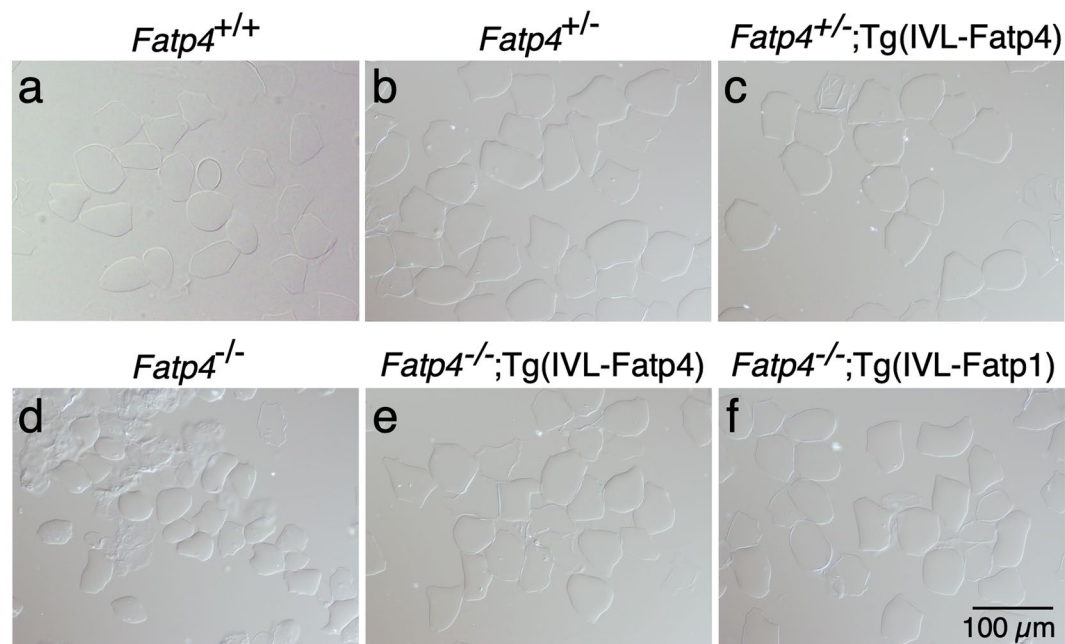 Fatp4+/+
Fatp4+/-
Fatp4+/-;Tg(IVL-Fatp4)
a
b
c
Fatp4-/-
Fatp4-/-;Tg(IVL-Fatp4)
Fatp4-/-;Tg(IVL-Fatp1)
d
e
f
100 µm